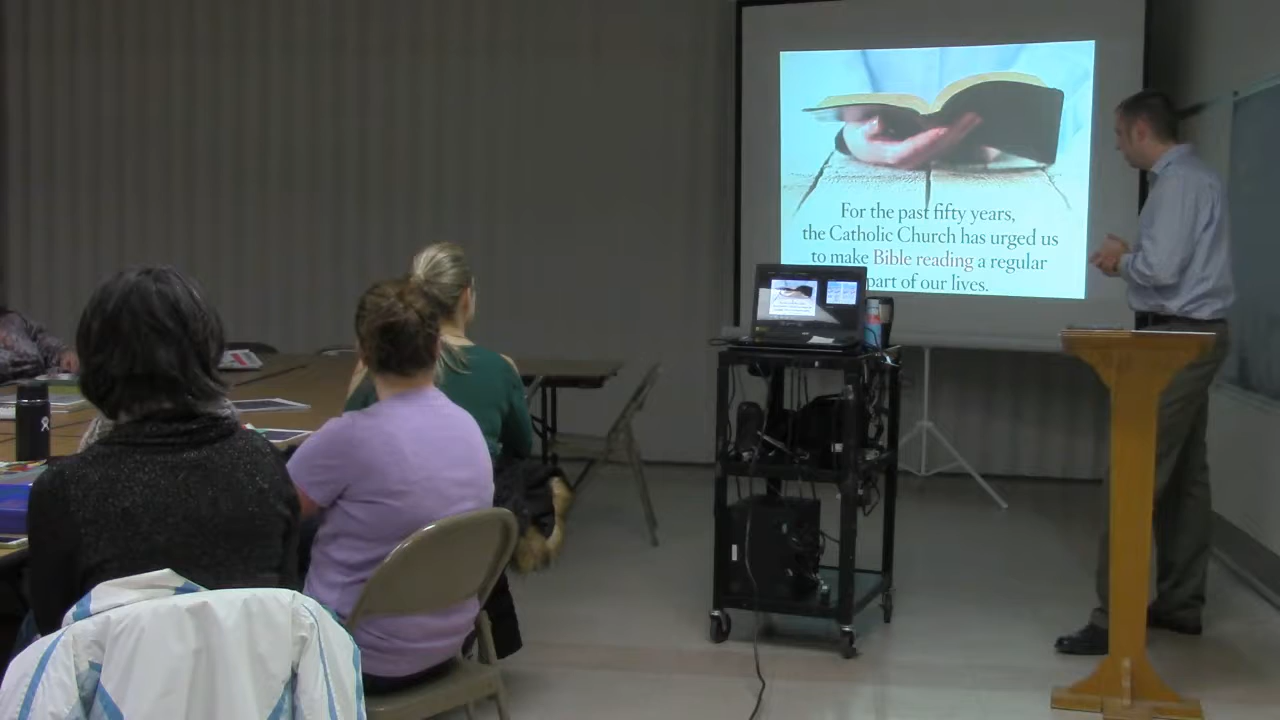 For the past fifty years,
the Catholic Church has urged us
to make Bible reading a regular
part of our lives.